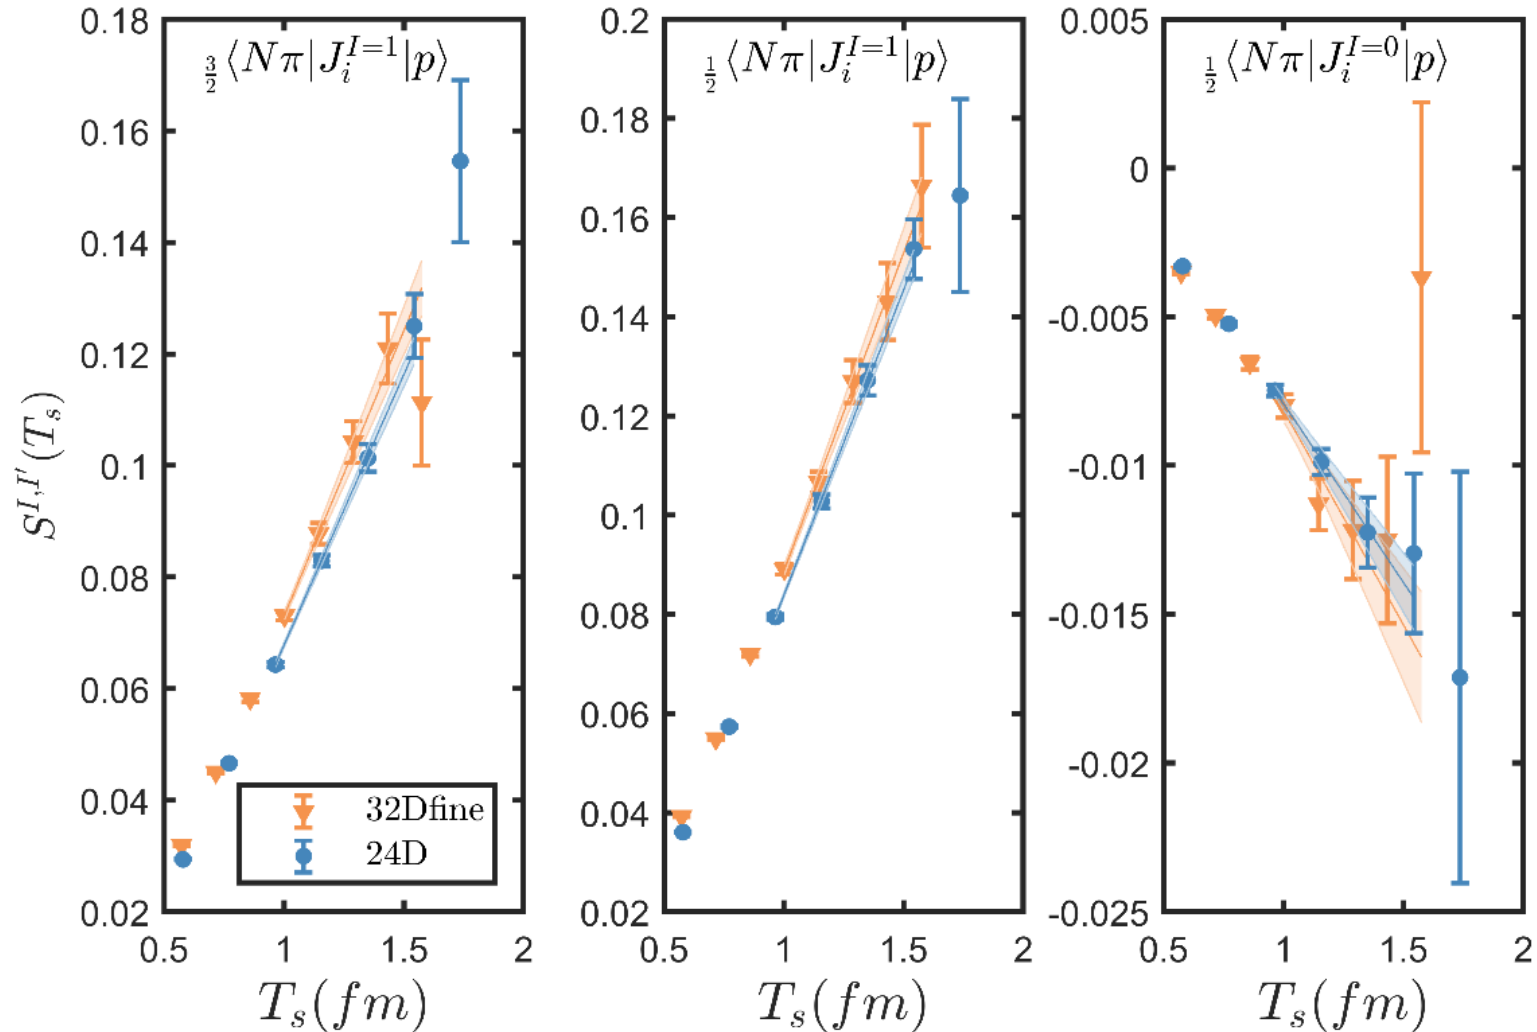 S^{I,I'}(T_s)
0.18
0.16
0.14
0.12
0.1
0.08
0.06
0.04
0.02
\frac{3}{2}⟨Nπ|J_i^{I=1}|p⟩
32Dfine
24D
0.5 1 1.5 2
T_s(fm)
0.2
0.18
0.16
0.14
0.12
0.1
0.08
0.06
0.04
0.02
\frac{1}{2}⟨Nπ|J_i^{I=1}|p⟩
0.5 1 1.5 2
T_s(fm)
0.005
0
-0.005
-0.01
-0.015
-0.02
-0.025
\frac{1}{2}⟨Nπ|J_i^{I=0}|p⟩
0.5 1 1.5 2
T_s(fm)